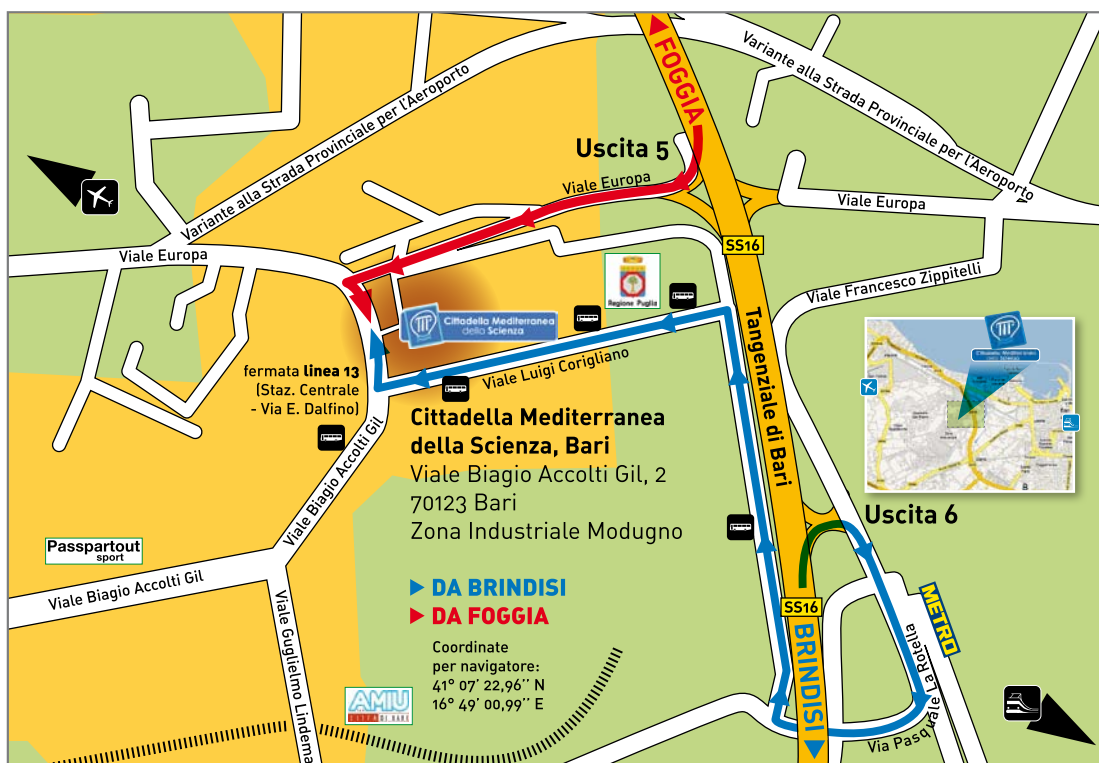 FOGGIA
Variante alla Strada Provinciale per l'Aeroporto
Variante alla Strada Provinciale per l'Aeroporto
Uscita 5
Viale Europa
Viale Europa
Viale Europa
SS16
Viale Francesco Zippitelli
Regione Puglia
Cittadella Mediterranea
della Scienza
Tangenziale di Bari
Viale Luigi Corigliano
fermata linea 13
(Staz. Centrale
- Via E. Dalfino)
Cittadella Mediterranea
della Scienza, Bari
Viale Biagio Accolti Gil, 2
70123 Bari
Zona Industriale Modugno
Viale Biagio Accolti Gil
Uscita 6
Passpartout
sport
Viale Biagio Accolti Gil
DA BRINDISI
DA FOGGIA
SS16
METRO
BRINDISI
Viale Guglielmo Lindema
Coordinate
per navigatore:
41° 07' 22,96'' N
16° 49' 00,99'' E
AMIU
Via Pasquale La Rotella